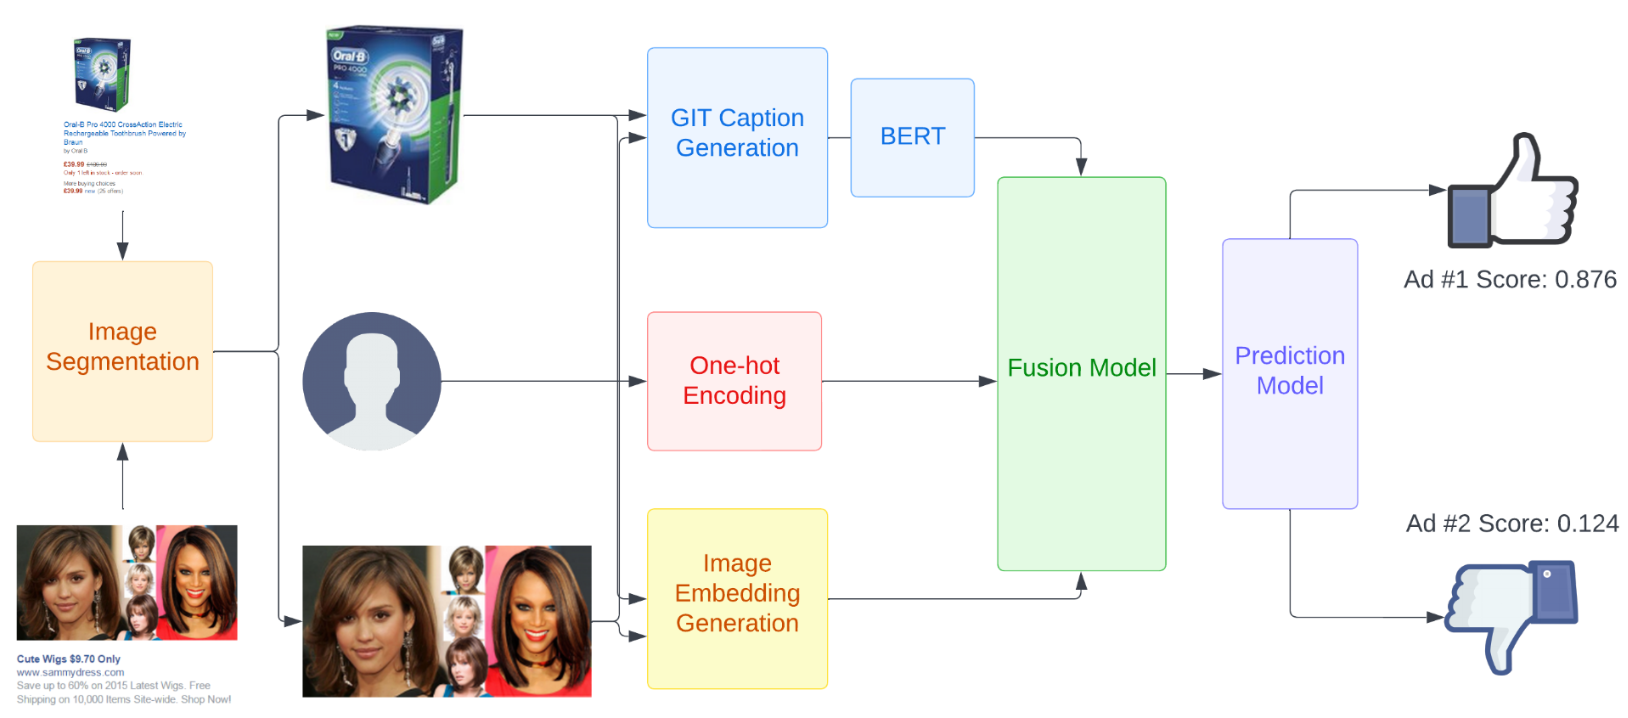 Oral-B
Oral-B Pro 4000 CrossAction Electric
Rechargeable Toothbrush Powered by
Braun
by Oral B
£39.99
Only 1 left in stock - order soon
More buying choices
£39.99 new (25 offers)
Image
Segmentation
Cute Wigs $9.70 Only
www.sammydress.com
Save up to 60% on 2015 Latest Wigs. Free
Shipping on 10,000 Items Site-wide. Shop Now!
NEW
Oral-B
PRO 4000
4
1
GIT Caption
Generation
BERT
One-hot
Encoding
Image
Embedding
Generation
Fusion Model
Prediction
Model
Ad #1 Score: 0.876
Ad #2 Score: 0.124